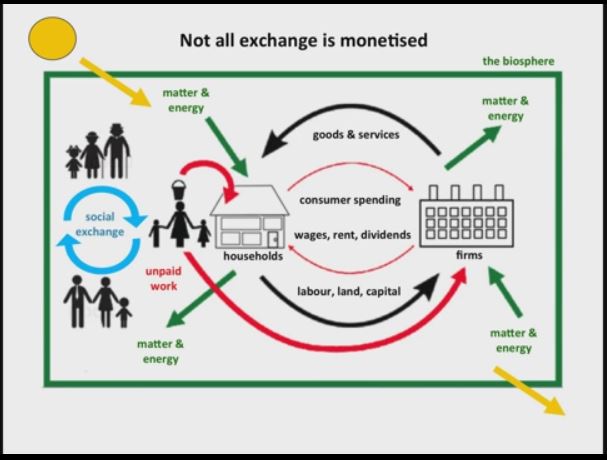 Not all exchange is monetised
the biosphere
matter &
energy
matter &
energy
goods & services
consumer spending
social
exchange
wages, rent, dividends
households
firms
unpaid
work
labour, land, capital
matter &
energy
matter &
energy